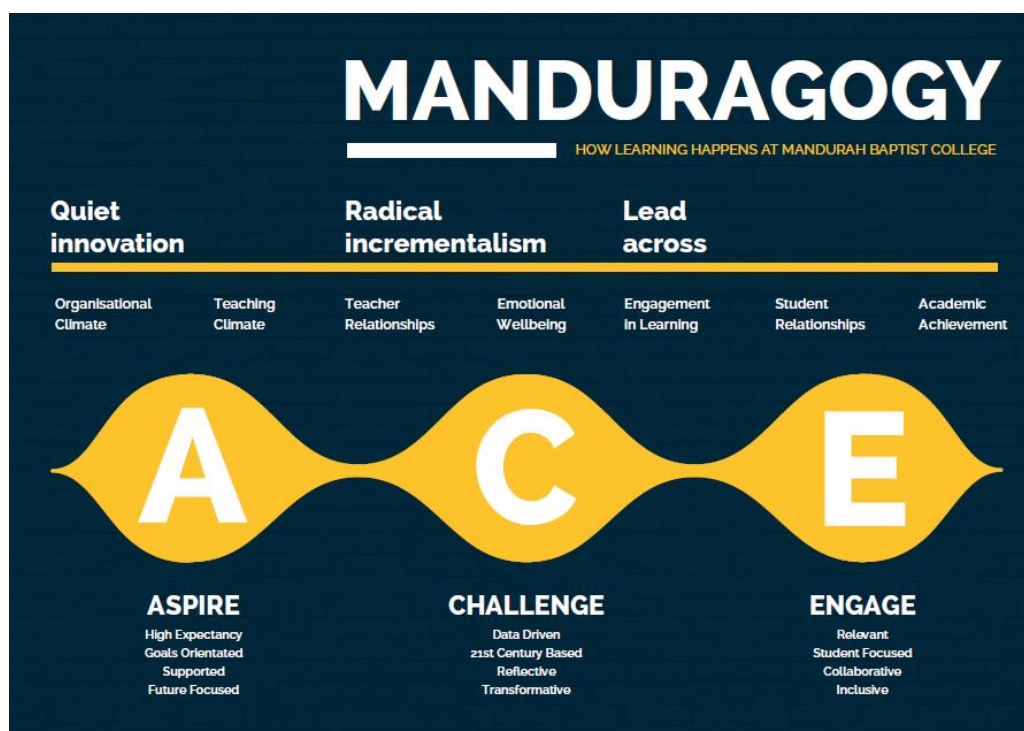 MANDURAGOGY
HOW LEARNING HAPPENS AT MANDURAH BAPTIST COLLEGE
Quiet
innovation
Radical
incrementalism
Lead
across
Organisational
Climate
Teaching
Climate
Teacher
Relationships
Emotional
Wellbeing
Engagement
in Learning
Student
Relationships
Academic
Achievement
A
C
E
ASPIRE
High Expectancy
Goals Orientated
Supported
Future Focused
CHALLENGE
Data Driven
21st Century Based
Reflective
Transformative
ENGAGE
Relevant
Student Focused
Collaborative
Inclusive